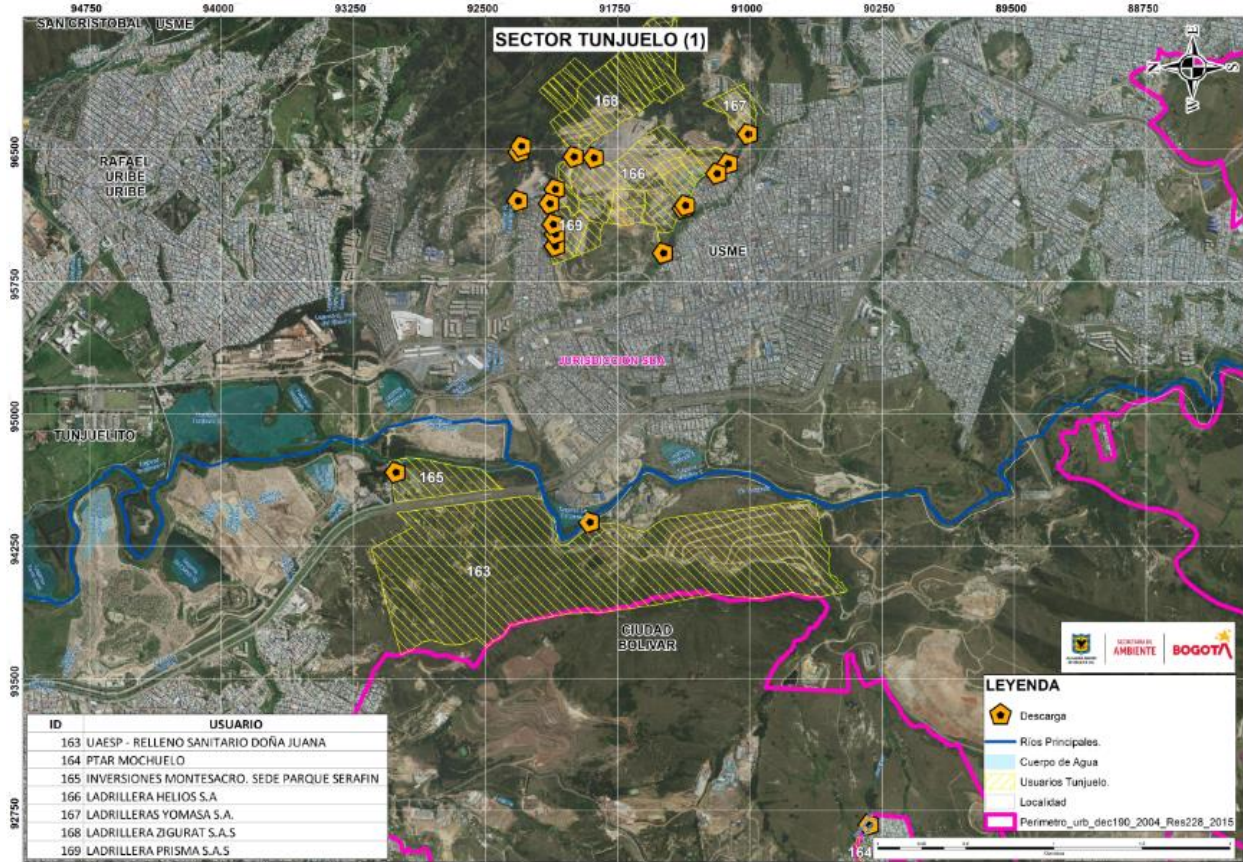 94750 94000 93250 92500 91750 91000 90250 89500 88750
SAN CRISTOBAL USME
SECTOR TUNJUELO (1)
N E S W
168
167
96500
RAFAEL
URIBE
URIBE
166
169
USME
95750
JURISDICCION SDA
95000
TUNJUELITO
165
94250
163
CIUDAD
BOLIVAR
SECRETARÍA DE
AMBIENTE
BOGOTÁ
93500
LEYENDA
Descarga
Ríos Principales.
Cuerpo de Agua
Usuarios Tunjuelo.
Localidad
Perimetro_urb_dec190_2004_Res228_2015
ID USUARIO
163 UAESP - RELLENO SANITARIO DOÑA JUANA
164 PTAR MOCHUELO
165 INVERSIONES MONTESACRO. SEDE PARQUE SERAFIN
166 LADRILLERA HELIOS S.A
167 LADRILLERAS YOMASA S.A.
168 LADRILLERA ZIGURAT S.A.S
169 LADRILLERA PRISMA S.A.S
92750
164